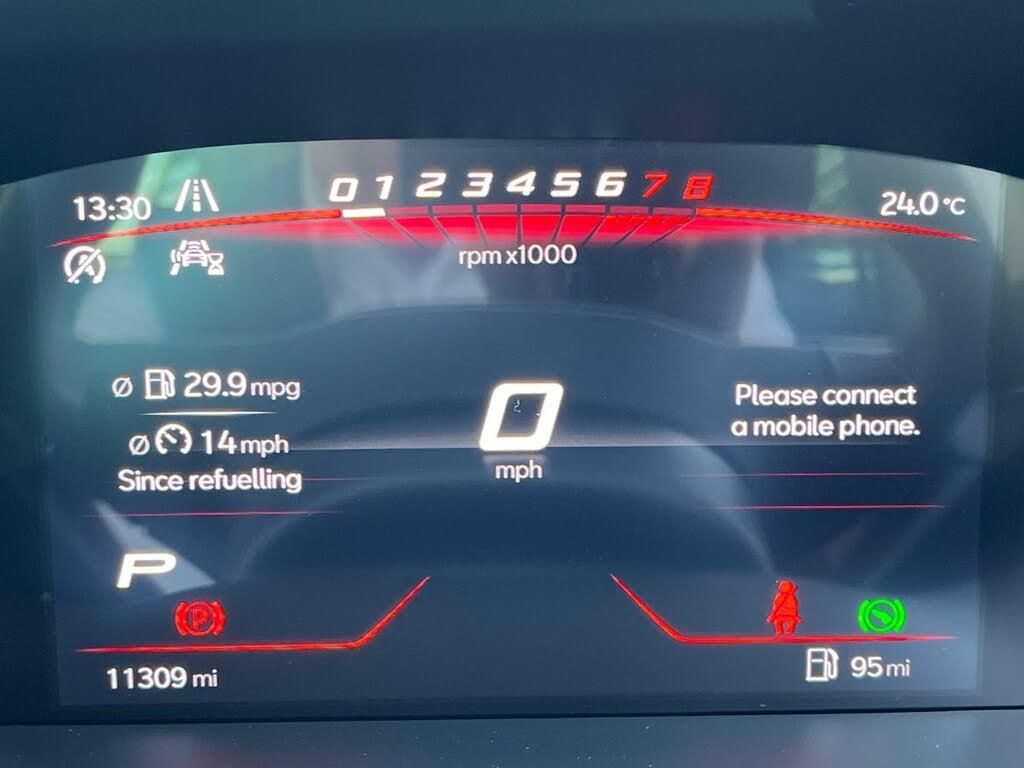 13:30
0 1 2 3 4 5 6 7 8
24.0 °C
rpm x1000
Ø 29.9 mpg
Ø 14 mph
Since refuelling
0
mph
Please connect
a mobile phone.
P
P
11309 mi
95 mi